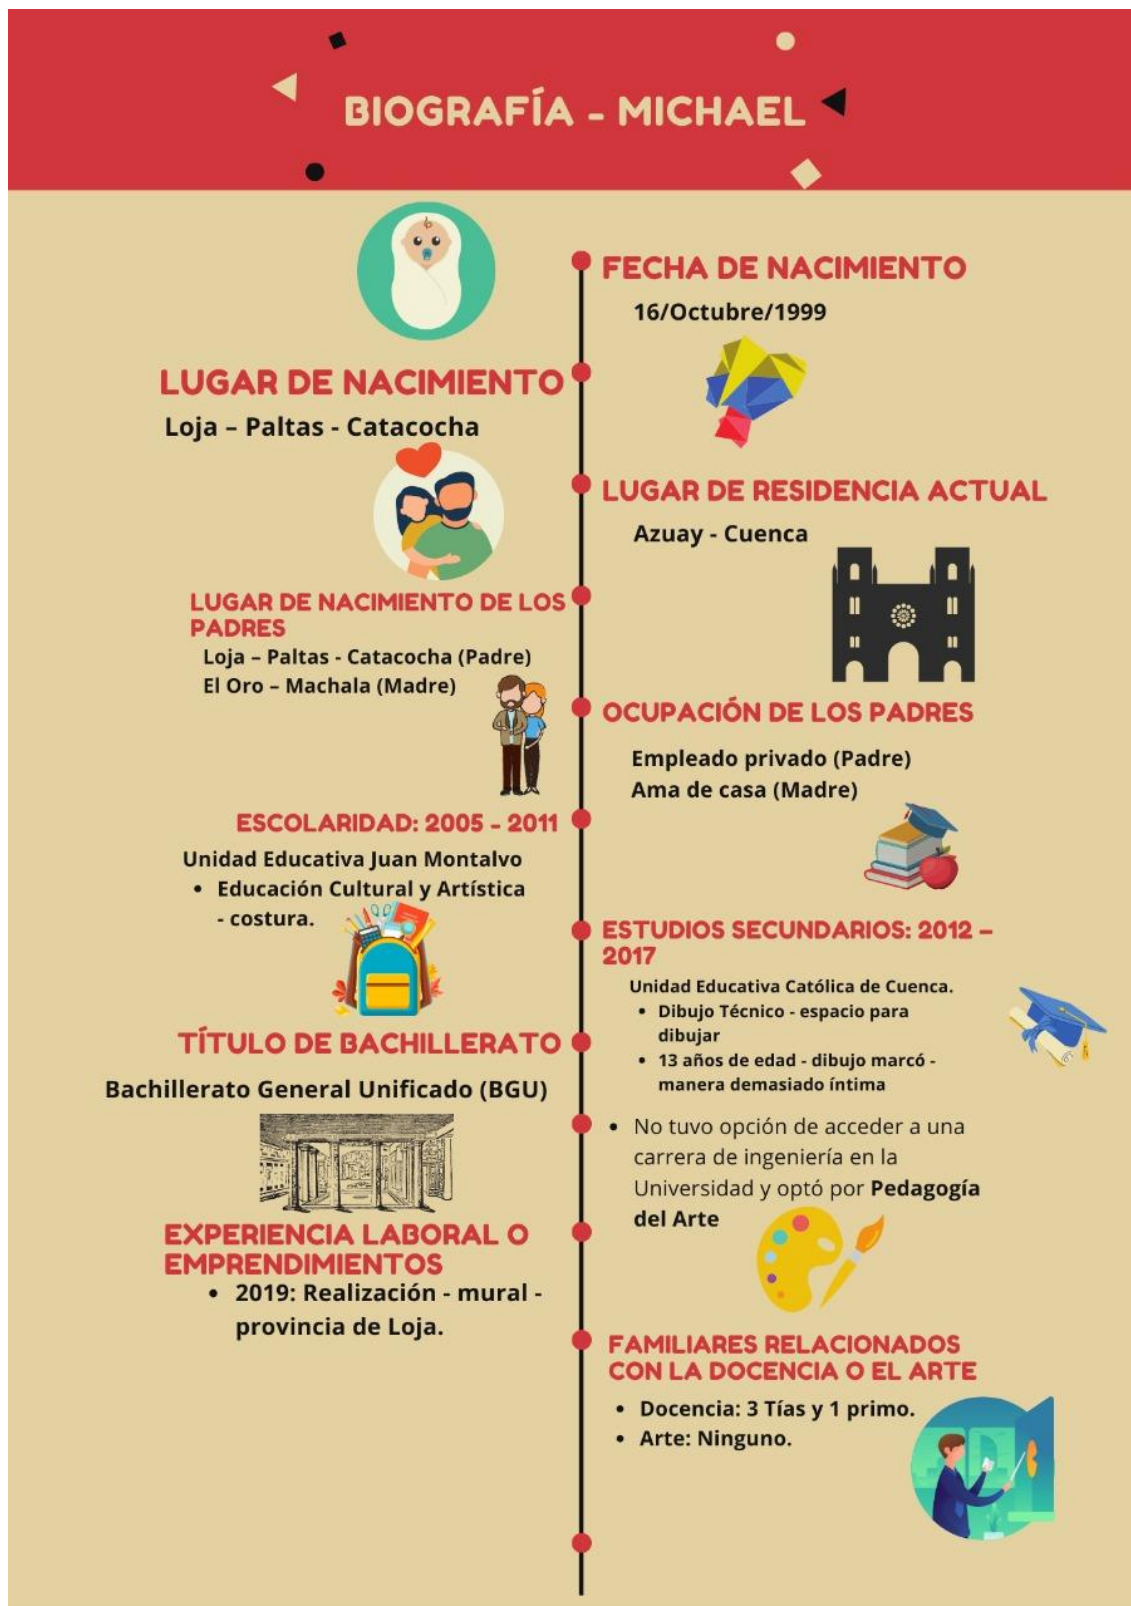 BIOGRAFÍA - MICHAEL
FECHA DE NACIMIENTO
16/Octubre/1999
LUGAR DE NACIMIENTO
Loja – Paltas - Catacocha
LUGAR DE RESIDENCIA ACTUAL
Azuay - Cuenca
LUGAR DE NACIMIENTO DE LOS
PADRES
Loja – Paltas - Catacocha (Padre)
El Oro – Machala (Madre)
OCUPACIÓN DE LOS PADRES
Empleado privado (Padre)
Ama de casa (Madre)
ESCOLARIDAD: 2005 - 2011
Unidad Educativa Juan Montalvo
• Educación Cultural y Artística
- costura.
ESTUDIOS SECUNDARIOS: 2012 –
2017
Unidad Educativa Católica de Cuenca.
• Dibujo Técnico - espacio para
dibujar
• 13 años de edad - dibujo marcó -
manera demasiado íntima
TÍTULO DE BACHILLERATO
Bachillerato General Unificado (BGU)
• No tuvo opción de acceder a una
carrera de ingeniería en la
Universidad y optó por Pedagogía
del Arte
EXPERIENCIA LABORAL O
EMPRENDIMIENTOS
• 2019: Realización - mural -
provincia de Loja.
FAMILIARES RELACIONADOS
CON LA DOCENCIA O EL ARTE
• Docencia: 3 Tías y 1 primo.
• Arte: Ninguno.